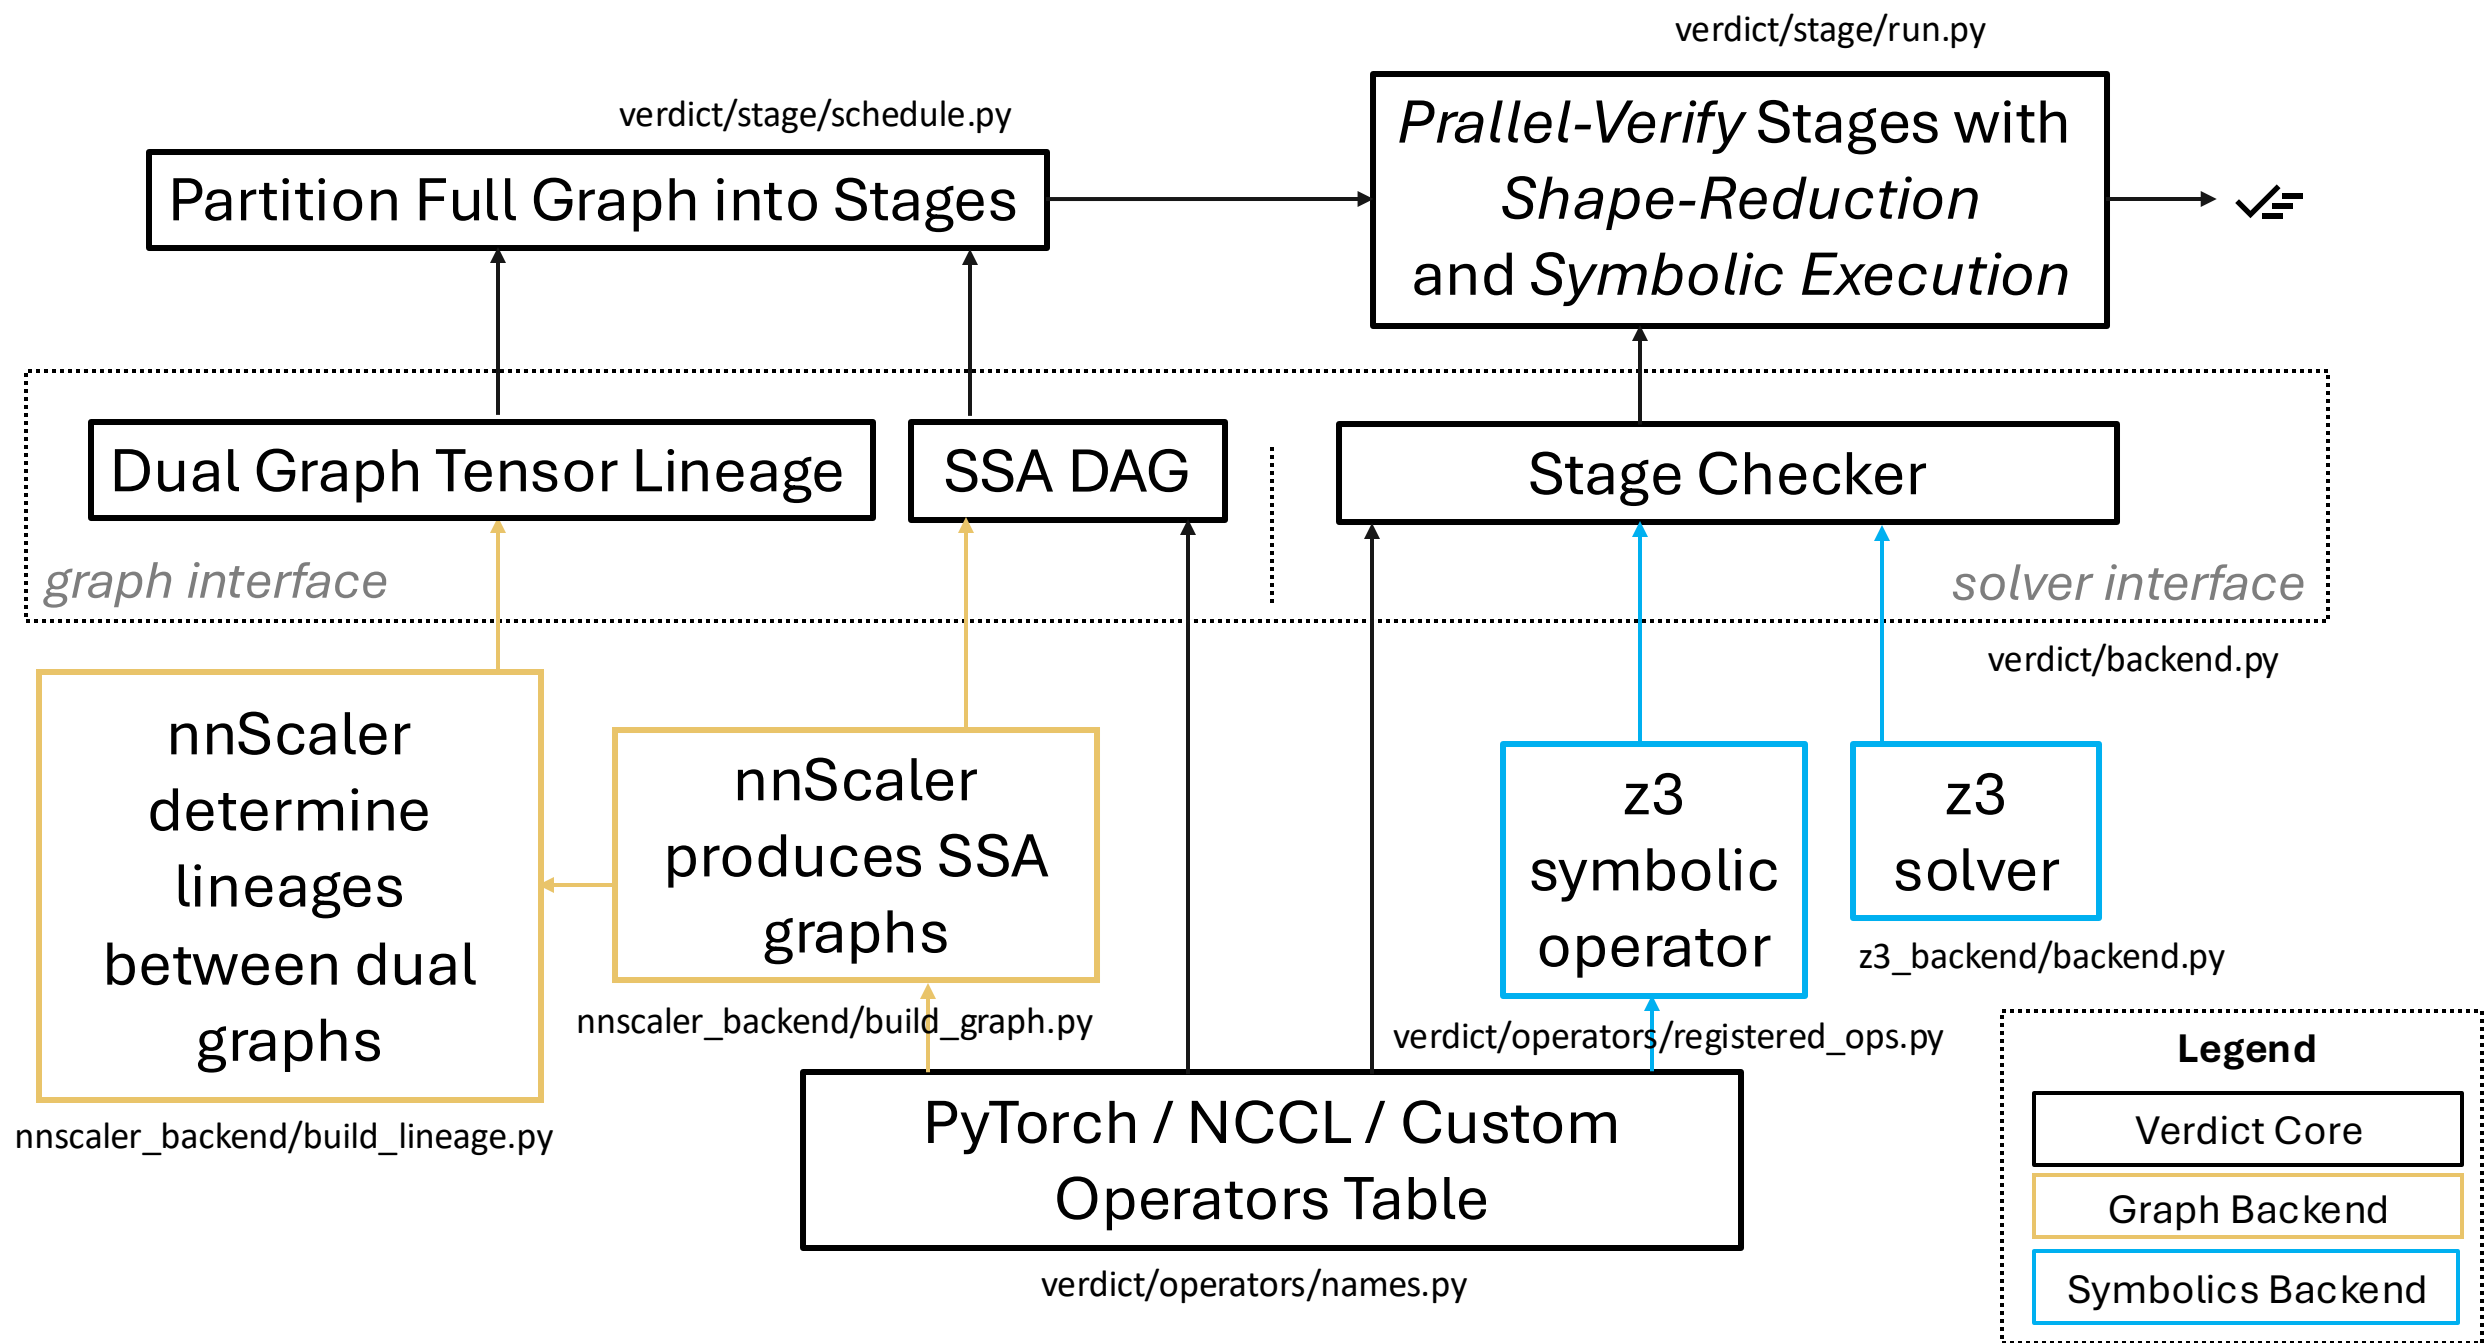 verdict/stage/run.py
verdict/stage/schedule.py
Partition Full Graph into Stages
Prallel-Verify Stages with
Shape-Reduction
and Symbolic Execution
Dual Graph Tensor Lineage
SSA DAG
Stage Checker
graph interface
solver interface
verdict/backend.py
nnScaler
determine
lineages
between dual
graphs
nnscaler_backend/build_lineage.py
nnScaler
produces SSA
graphs
nnscaler_backend/build_graph.py
z3
symbolic
operator
verdict/operators/registered_ops.py
z3
solver
z3_backend/backend.py
PyTorch / NCCL / Custom
Operators Table
verdict/operators/names.py
Legend
Verdict Core
Graph Backend
Symbolics Backend